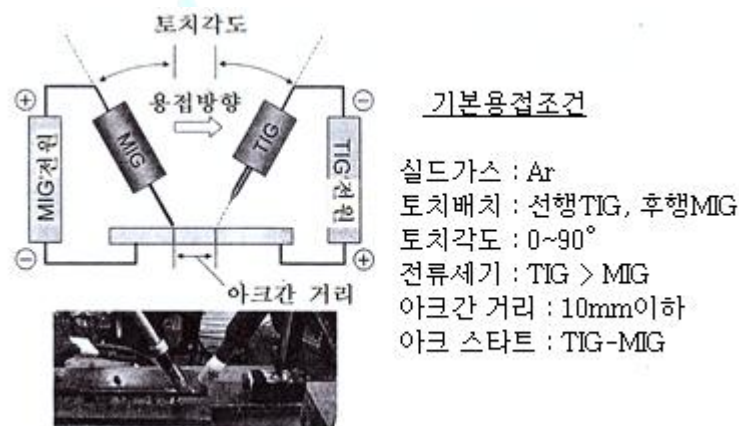 토치각도
용접방향
MIG
TIG
MIG전원
TIG전원
아크간 거리
기본용접조건
실드가스 : Ar
토치배치 : 선행TIG, 후행MIG
토치각도 : 0~90°
전류세기 : TIG > MIG
아크간 거리 : 10mm이하
아크 스타트 : TIG-MIG